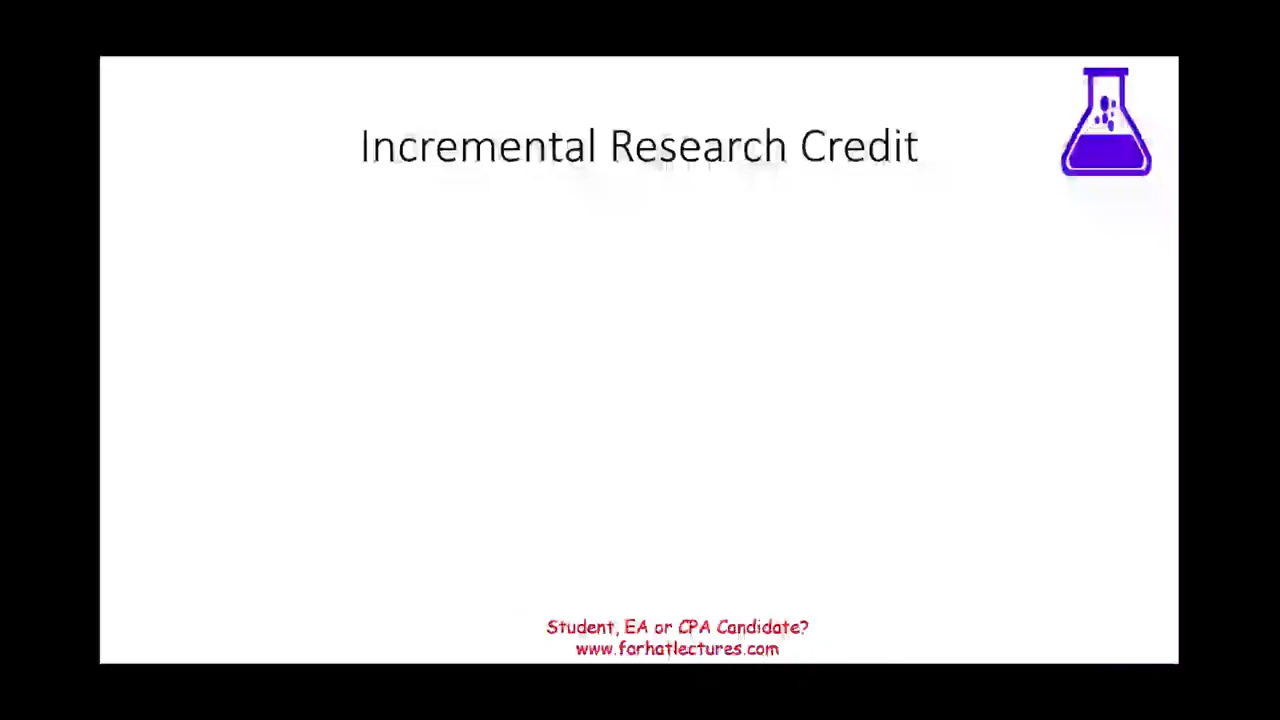 Incremental Research Credit
Student, EA or CPA Candidate?
www.farhatlectures.com